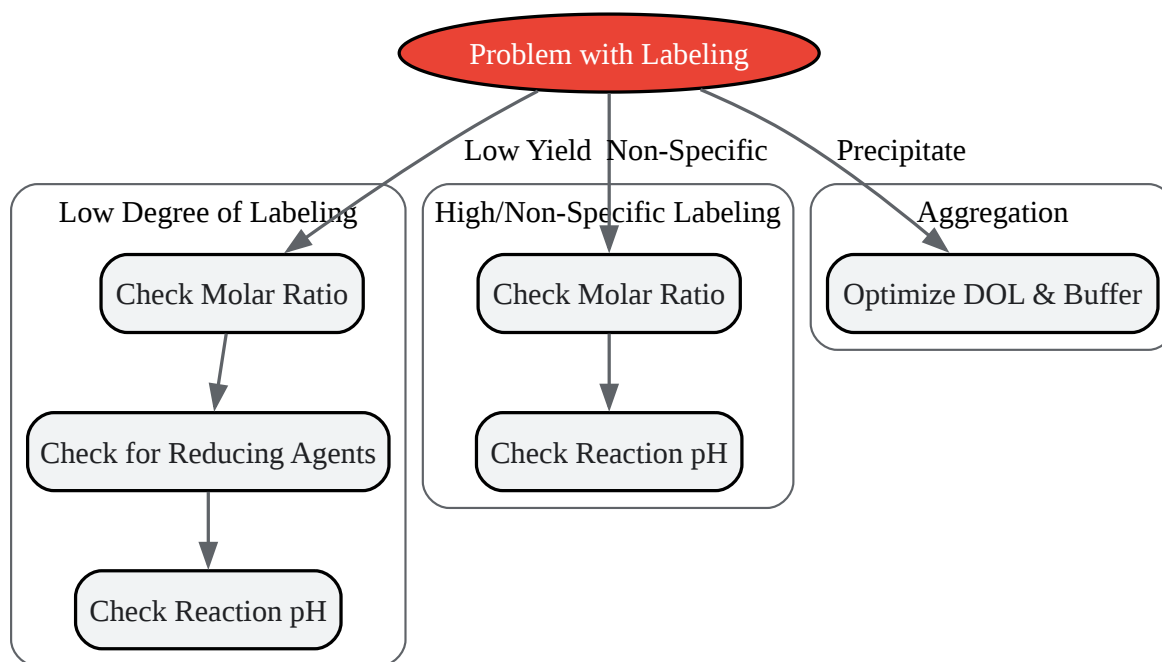 Problem with Labeling
Low Yield
Non-Specific
Precipitate
Low Degree of Labeling
High/Non-Specific Labeling
Aggregation
Check Molar Ratio
Check Molar Ratio
Optimize DOL & Buffer
Check for Reducing Agents
Check Reaction pH
Check Reaction pH